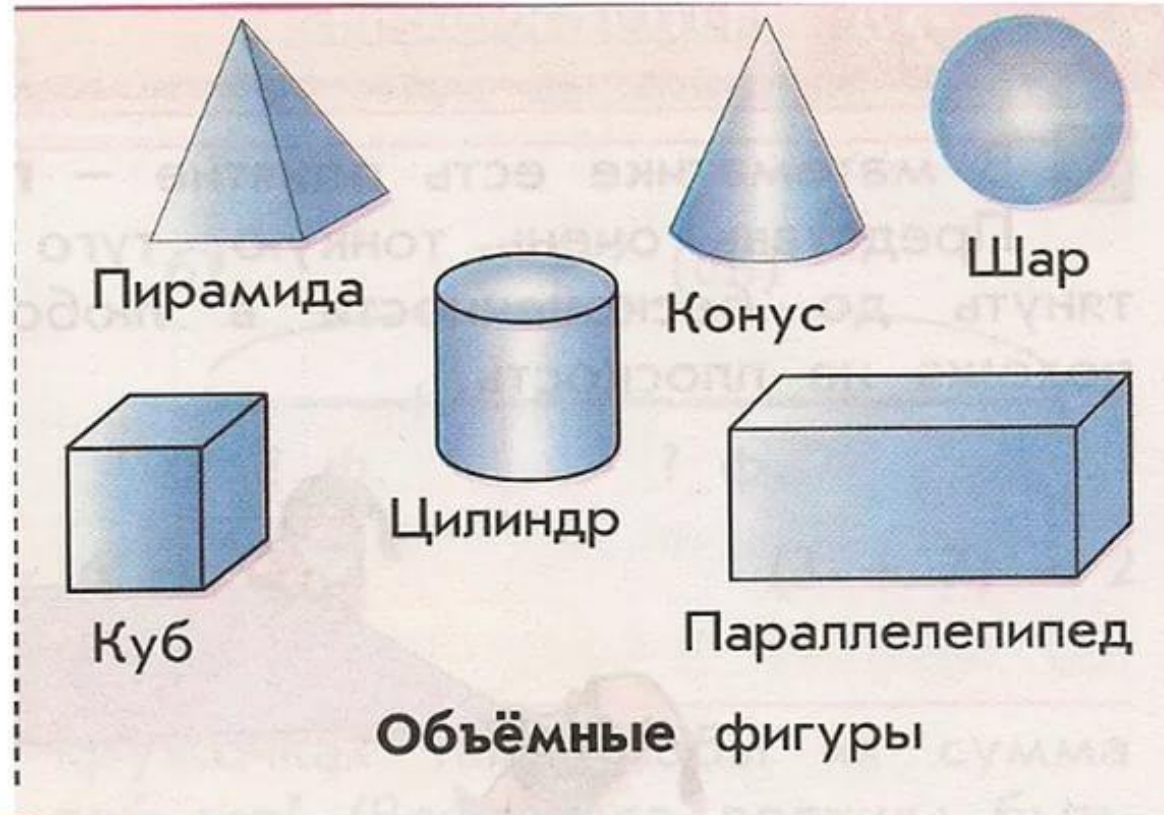 Пирамида
Конус
Шар
Цилиндр
Куб
Параллелепипед
Объёмные фигуры